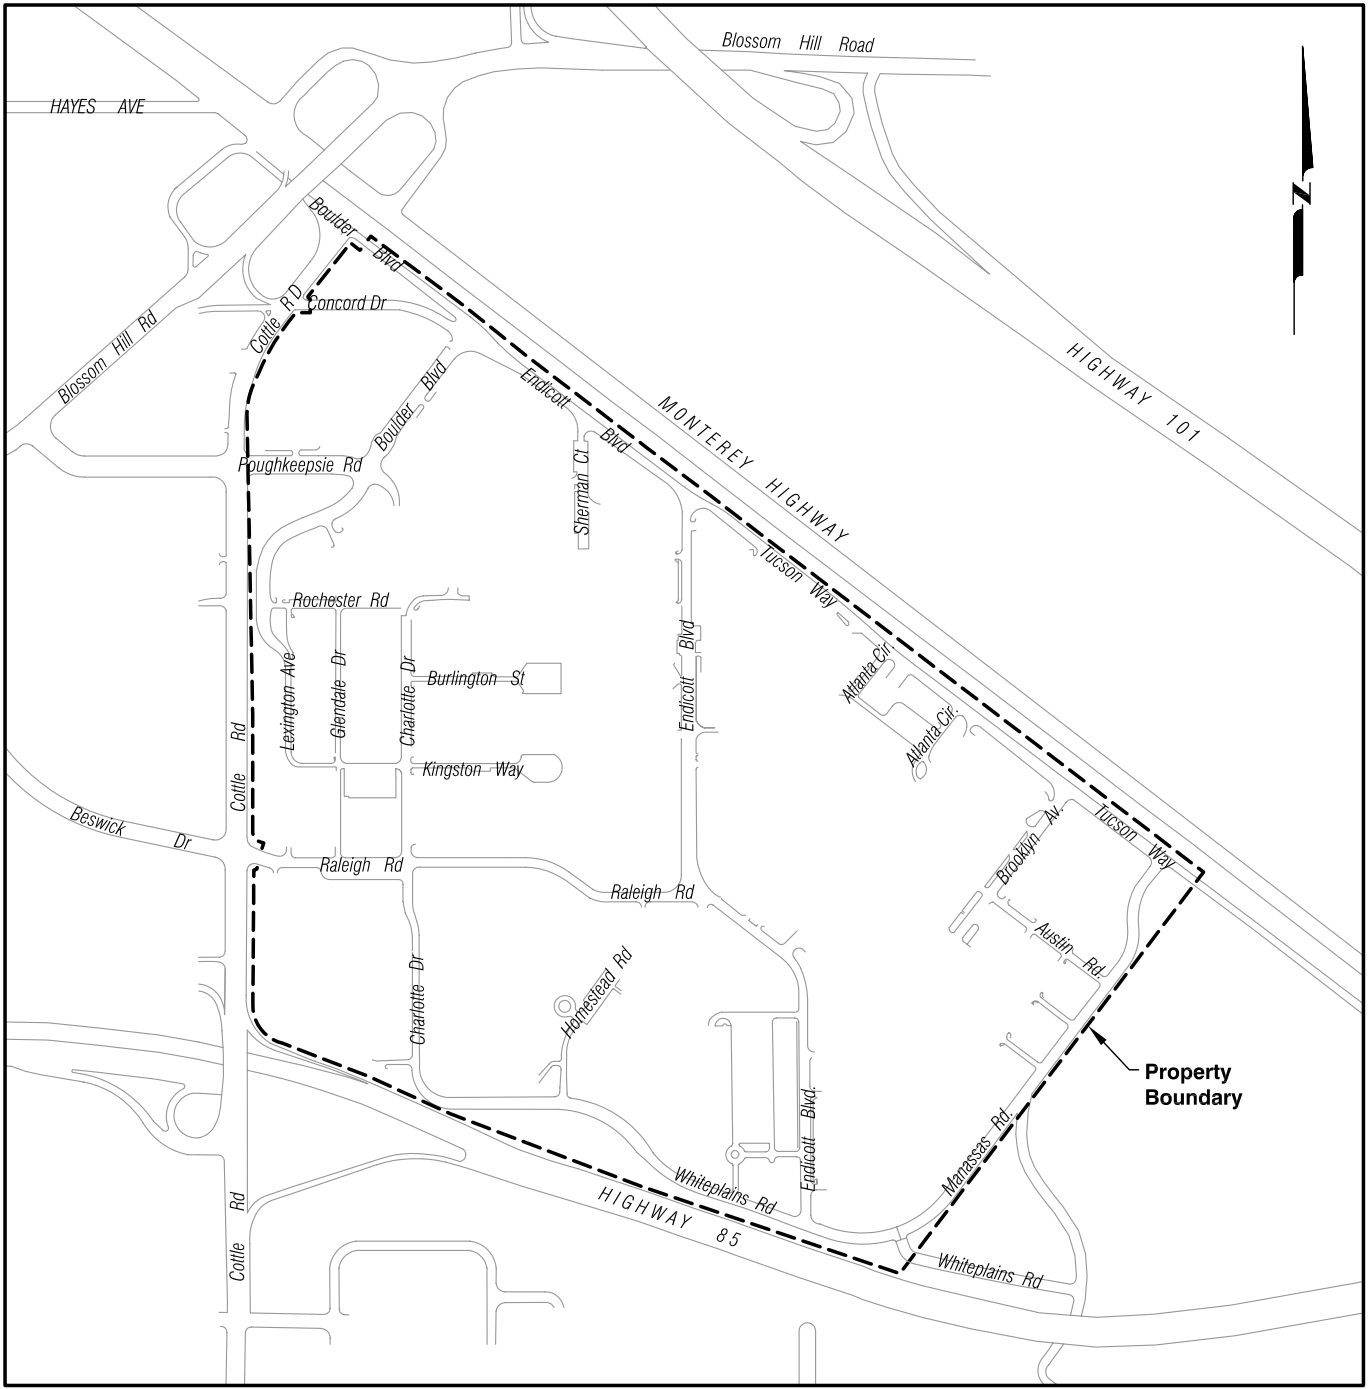 Blossom Hill Road
HAYES AVE
N
Boulder
Blvd
Cottle RD
Concord Dr
Blossom Hill Rd
HIGHWAY 101
Boulder Blvd
Endicott
Blvd
MONTEREY HIGHWAY
Poughkeepsie Rd
Sherman Ct
Tucson Way
Rochester Rd
Lexington Ave
Glendale Dr
Charlotte Dr
Burlington St
Endicott Blvd
Atlanta Cir.
Atlanta Cir.
Cottle Rd
Kingston Way
Beswick Dr
Brooklyn Av.
Tucson Way
Raleigh Rd
Raleigh Rd
Austin Rd.
Charlotte Dr
Homestead Rd
Property
Boundary
Endicott Blvd.
Manassas Rd.
Whiteplains Rd
HIGHWAY 85
Cottle Rd
Whiteplains Rd